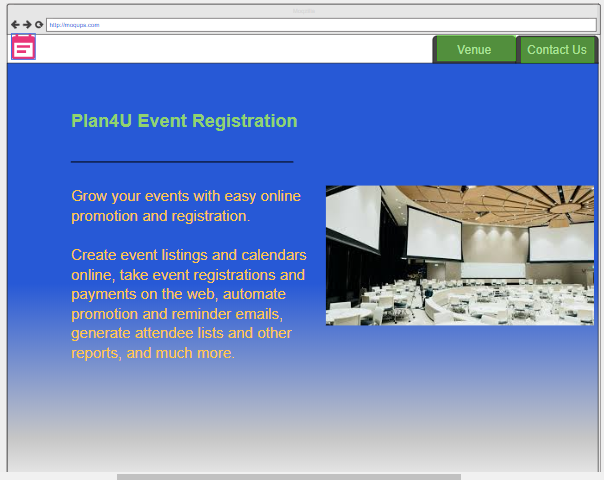 http://moqups.com
Venue
Contact Us
Plan4U Event Registration
Grow your events with easy online
promotion and registration.
Create event listings and calendars
online, take event registrations and
payments on the web, automate
promotion and reminder emails,
generate attendee lists and other
reports, and much more.